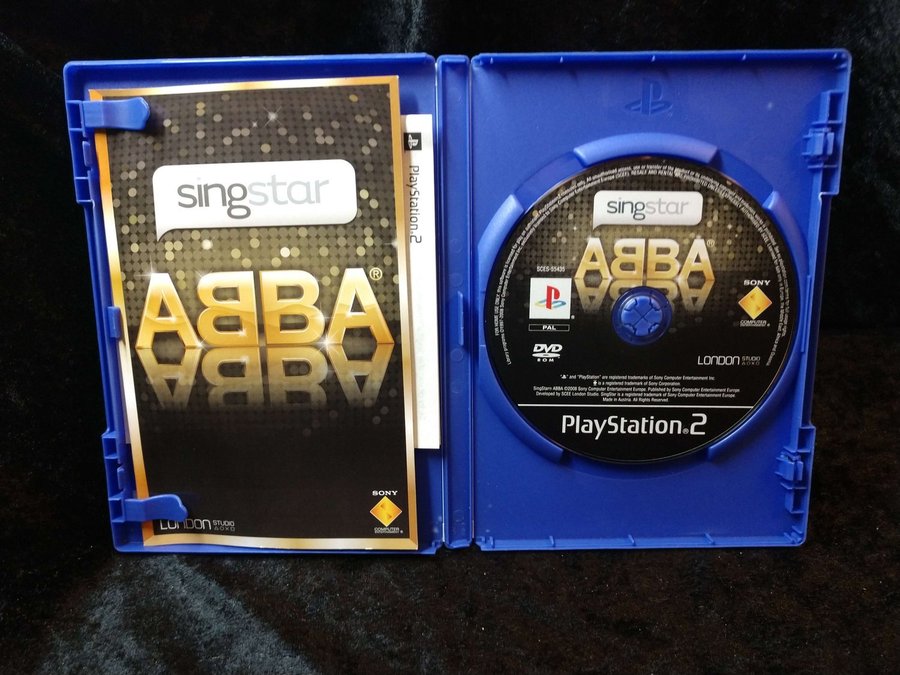 singstar
ABBA®
LONDON STUDIO
SONY
COMPUTER
ENTERTAINMENT®
PlayStation®2
singstar
ABBA®
SCES-55435
PAL
DVD
ROM
SONY
COMPUTER
ENTERTAINMENT
LONDON STUDIO
" " and "PlayStation" are registered trademarks of Sony Computer Entertainment Inc.
" " is a registered trademark of Sony Corporation.
SingStar® ABBA ©2008 Sony Computer Entertainment Europe. Published by Sony Computer Entertainment Europe.
Developed by SCEE London Studio. SingStar is a registered trademark of Sony Computer Entertainment Europe.
Made in Austria. All Rights Reserved.
PlayStation®2